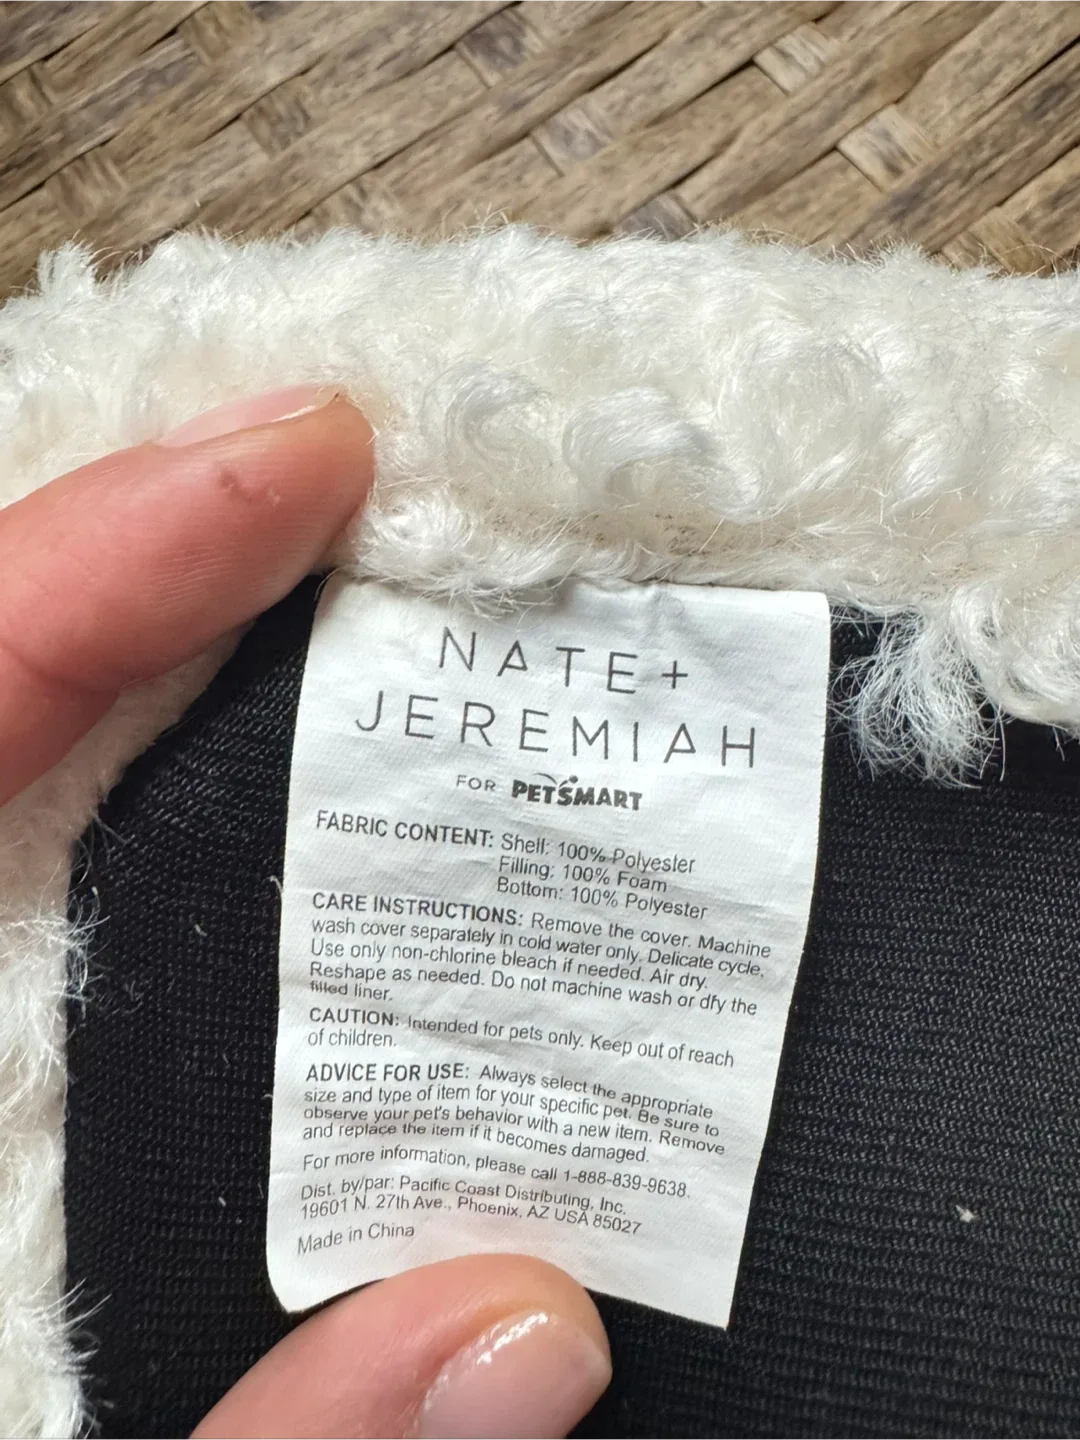 NATE+
JEREMIAH
FOR PETSMART
FABRIC CONTENT: Shell: 100% Polyester
Filling: 100% Foam
Bottom: 100% Polyester
CARE INSTRUCTIONS: Remove the cover. Machine
wash cover separately in cold water only. Delicate cycle,
Use only non-chlorine bleach if needed. Air dry.
Reshape as needed. Do not machine wash or dry the
filled liner.
CAUTION: Intended for pets only. Keep out of reach
of children.
ADVICE FOR USE: Always select the appropriate
size and type of item for your specific pet. Be sure to
observe your pet's behavior with a new item. Remove
and replace the item if it becomes damaged.
For more information, please call 1-888-839-9638.
Dist. by/par: Pacific Coast Distributing, Inc.
19601 N. 27th Ave., Phoenix, AZ USA 85027
Made in China